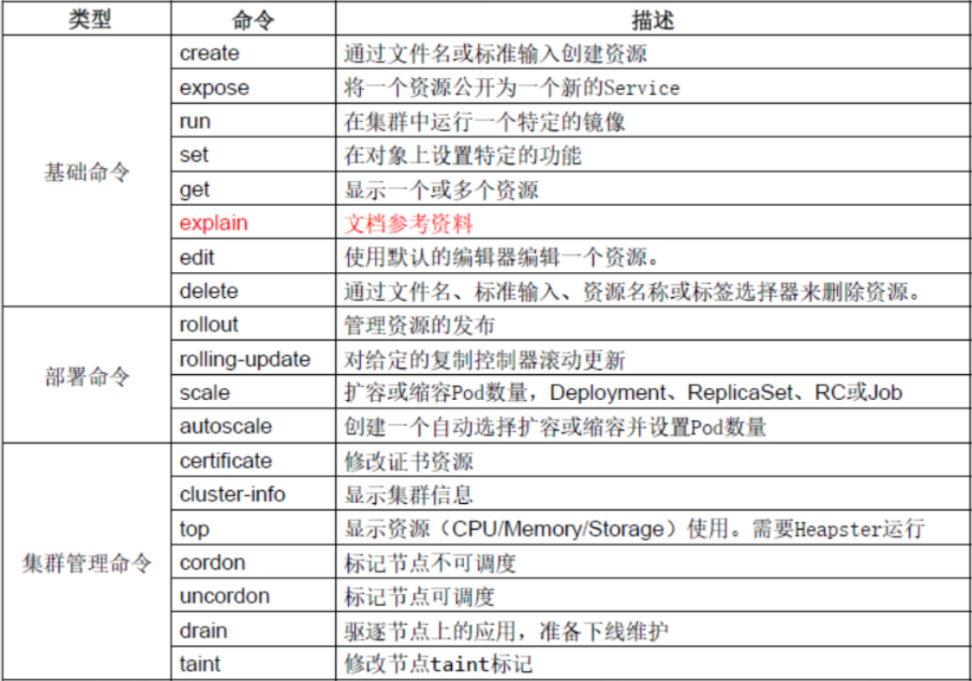 类型 命令 描述
基础命令 create 通过文件名或标准输入创建资源
expose 将一个资源公开为一个新的Service
run 在集群中运行一个特定的镜像
set 在对象上设置特定的功能
get 显示一个或多个资源
explain 文档参考资料
edit 使用默认的编辑器编辑一个资源。
delete 通过文件名、标准输入、资源名称或标签选择器来删除资源。
部署命令 rollout 管理资源的发布
rolling-update 对给定的复制控制器滚动更新
scale 扩容或缩容Pod数量，Deployment、ReplicaSet、RC或Job
autoscale 创建一个自动选择扩容或缩容并设置Pod数量
集群管理命令 certificate 修改证书资源
cluster-info 显示集群信息
top 显示资源（CPU/Memory/Storage）使用。需要Heapster运行
cordon 标记节点不可调度
uncordon 标记节点可调度
drain 驱逐节点上的应用，准备下线维护
taint 修改节点taint标记